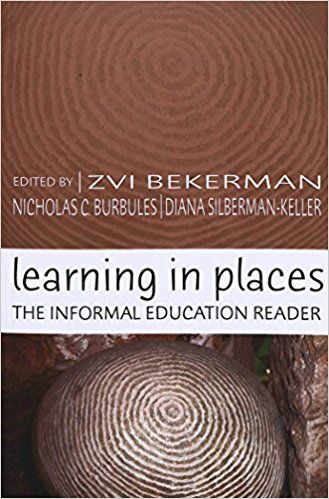 EDITED BY | ZVI BEKERMAN
NICHOLAS C. BURBULES | DIANA SILBERMAN-KELLER
learning in places
THE INFORMAL EDUCATION READER